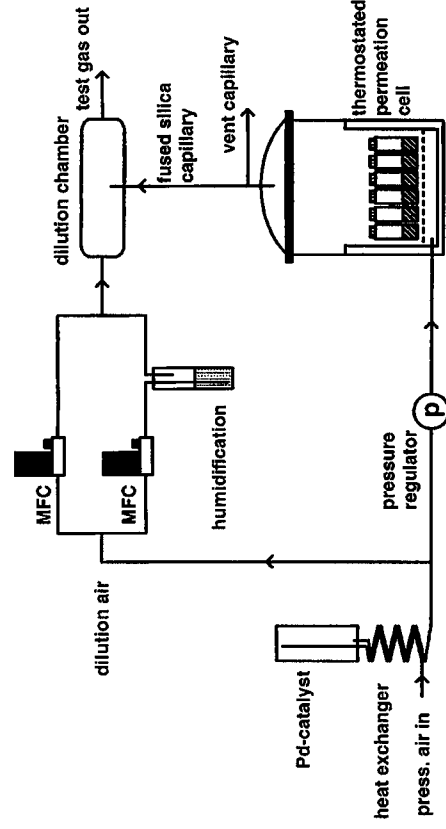 dilution chamber
test gas out
fused silica
capillary
vent capillary
thermostated
permeation
cell
MFC
MFC
humidification
dilution air
pressure
regulator
p
Pd-catalyst
heat exchanger
press. air in